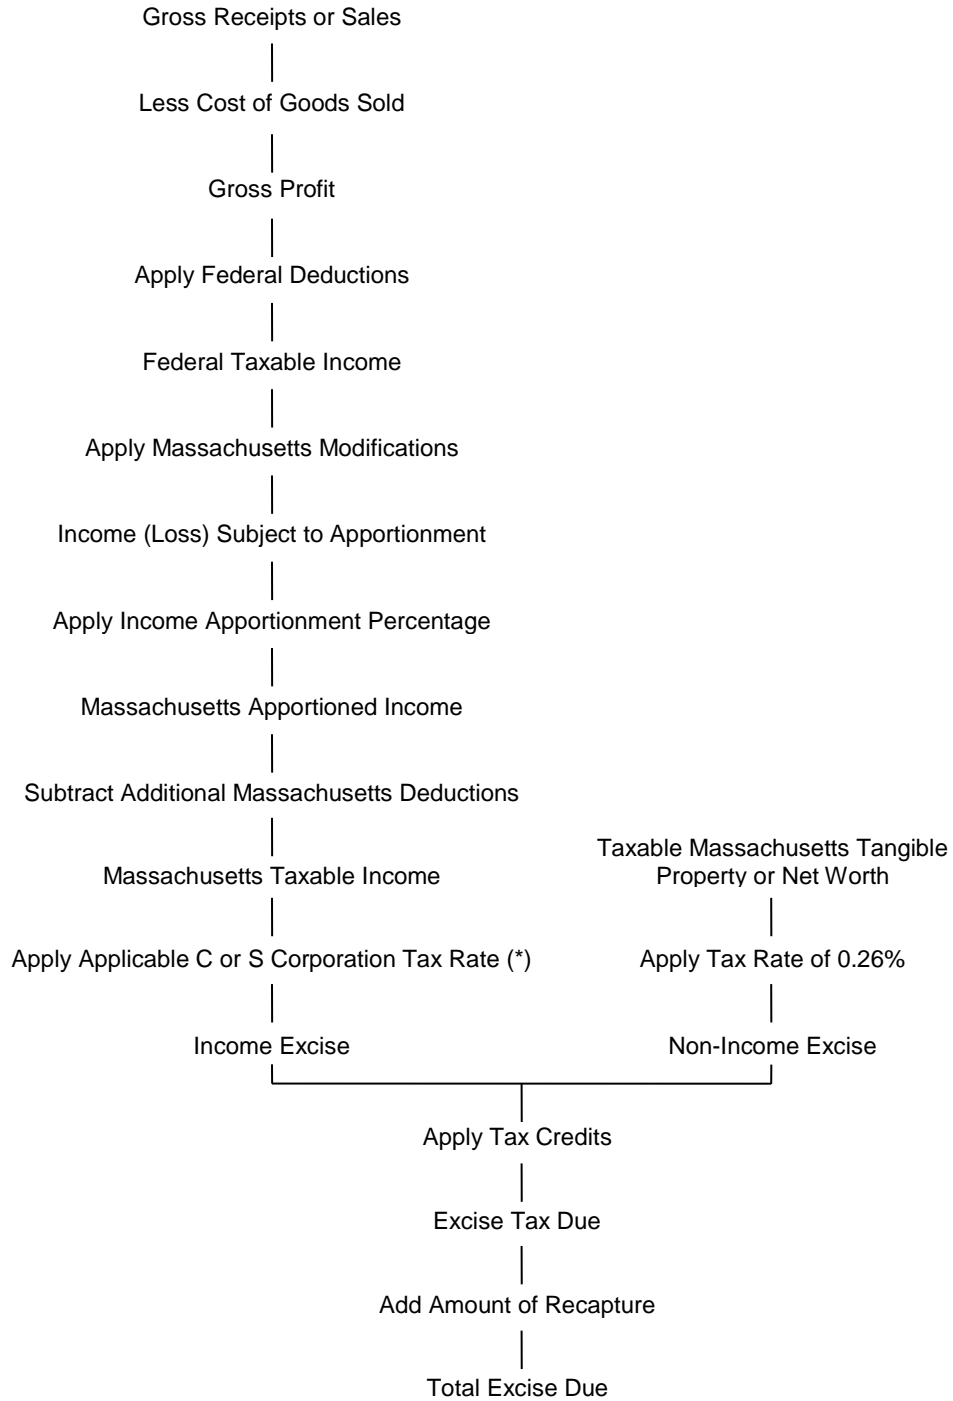 Gross Receipts or Sales
Less Cost of Goods Sold
Gross Profit
Apply Federal Deductions
Federal Taxable Income
Apply Massachusetts Modifications
Income (Loss) Subject to Apportionment
Apply Income Apportionment Percentage
Massachusetts Apportioned Income
Subtract Additional Massachusetts Deductions
Massachusetts Taxable Income
Apply Applicable C or S Corporation Tax Rate (*)
Income Excise
Taxable Massachusetts Tangible
Property or Net Worth
Apply Tax Rate of 0.26%
Non-Income Excise
Apply Tax Credits
Excise Tax Due
Add Amount of Recapture
Total Excise Due